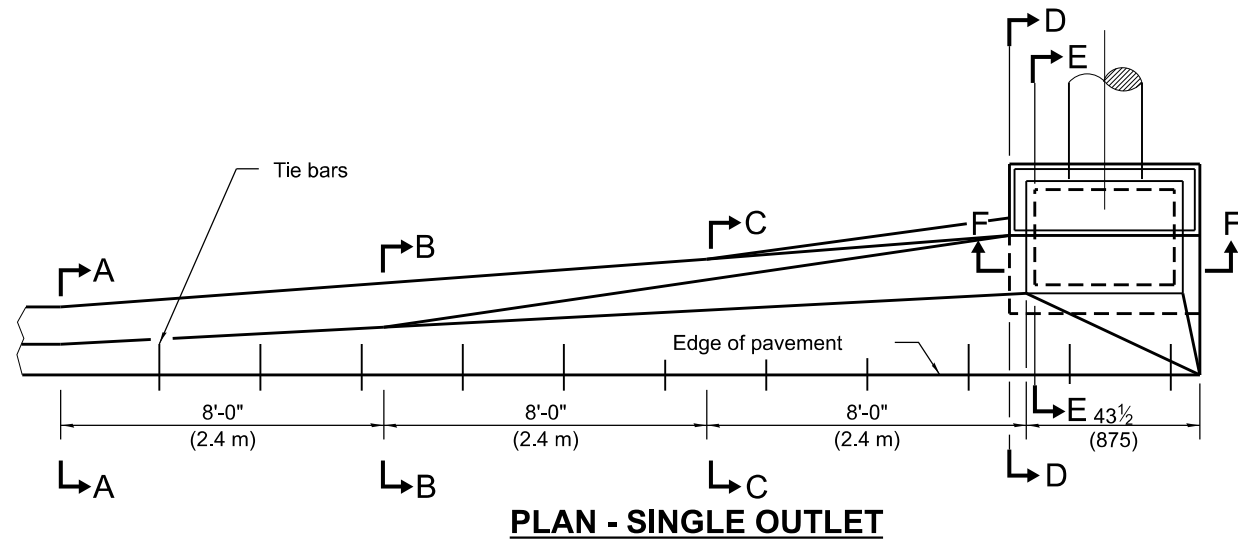 D
E
Tie bars
F
F
C
B
A
Edge of pavement
8'-0"
(2.4 m)
8'-0"
(2.4 m)
8'-0"
(2.4 m)
E
43½
(875)
A
B
C
D
PLAN - SINGLE OUTLET